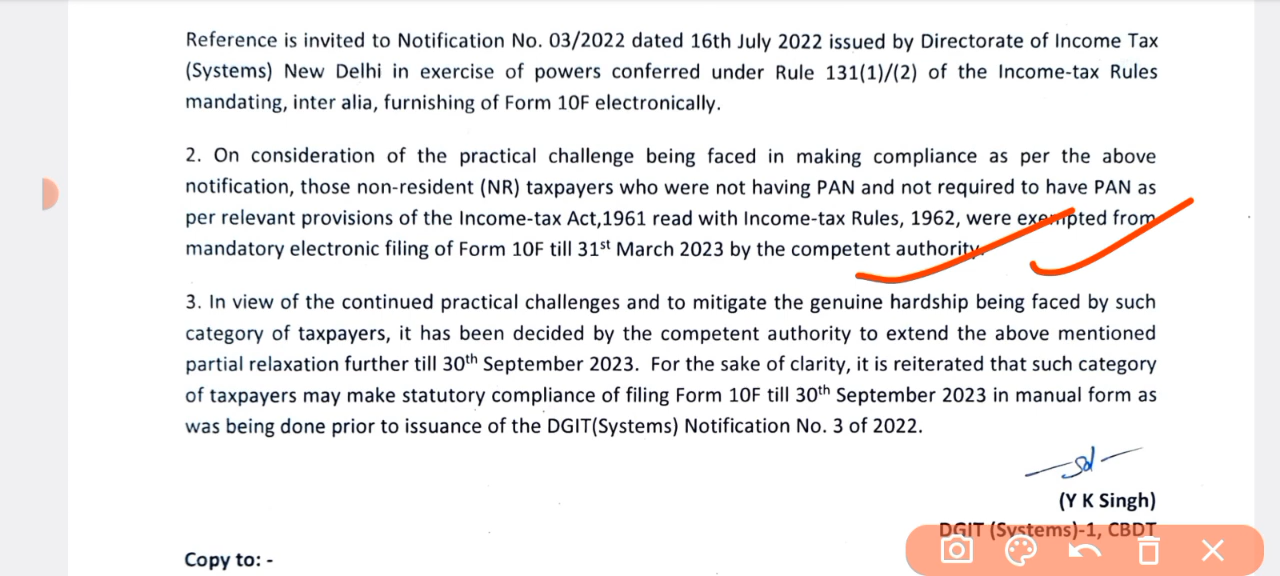 Reference is invited to Notification No. 03/2022 dated 16th July 2022 issued by Directorate of Income Tax
(Systems) New Delhi in exercise of powers conferred under Rule 131(1)/(2) of the Income-tax Rules
mandating, inter alia, furnishing of Form 10F electronically.
2. On consideration of the practical challenge being faced in making compliance as per the above
notification, those non-resident (NR) taxpayers who were not having PAN and not required to have PAN as
per relevant provisions of the Income-tax Act,1961 read with Income-tax Rules, 1962, were exempted from
mandatory electronic filing of Form 10F till 31st March 2023 by the competent authority.
3. In view of the continued practical challenges and to mitigate the genuine hardship being faced by such
category of taxpayers, it has been decided by the competent authority to extend the above mentioned
partial relaxation further till 30th September 2023. For the sake of clarity, it is reiterated that such category
of taxpayers may make statutory compliance of filing Form 10F till 30th September 2023 in manual form as
was being done prior to issuance of the DGIT(Systems) Notification No. 3 of 2022.
-sd-
(Y K Singh)
DGIT (Systems)-1, CBDT
Copy to: -